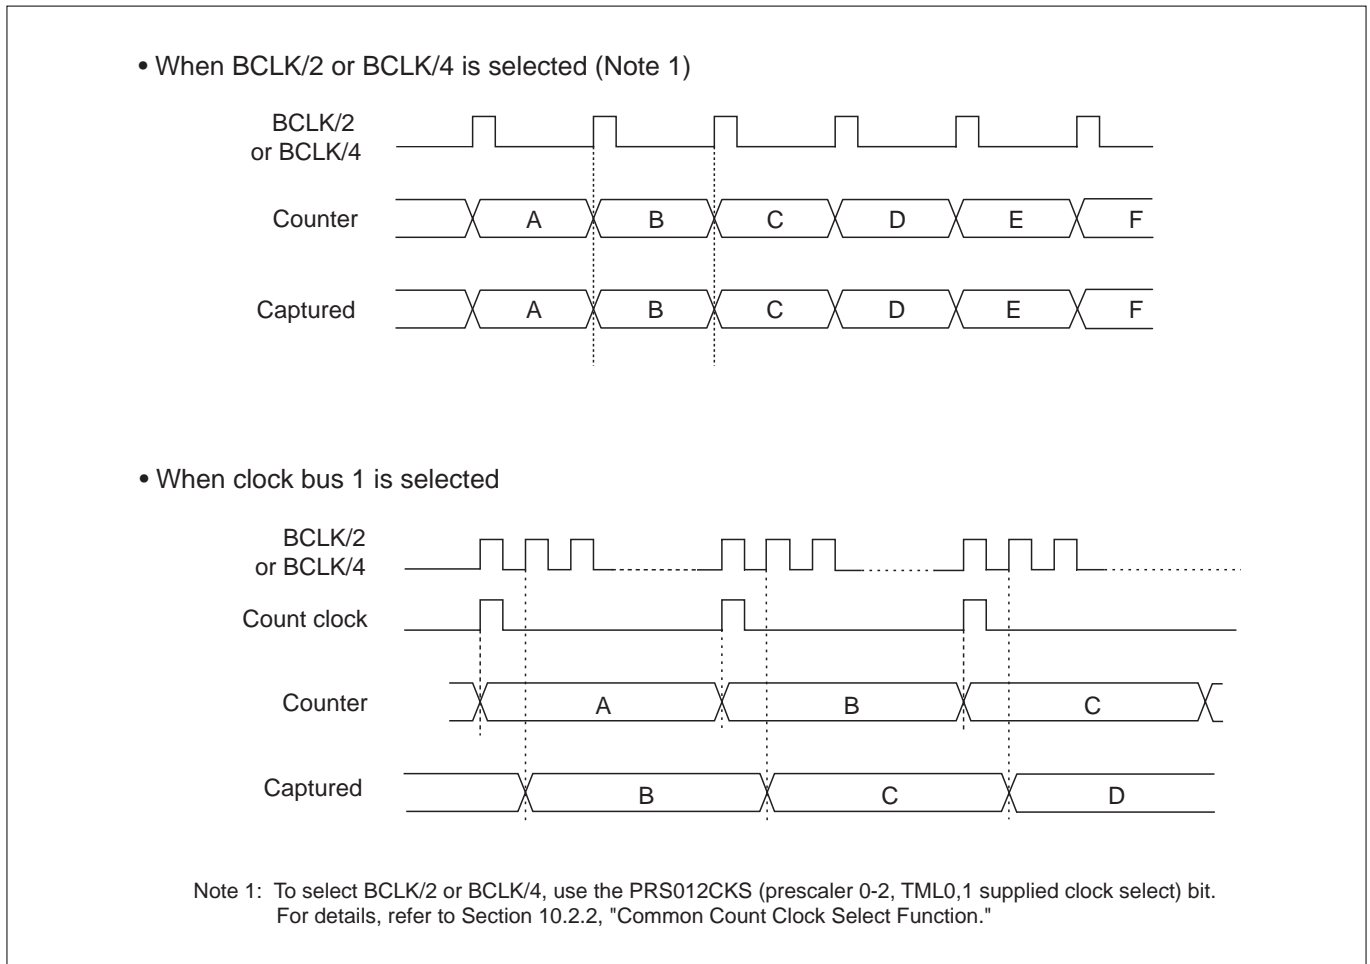 • When BCLK/2 or BCLK/4 is selected (Note 1)
BCLK/2
or BCLK/4
Counter
A B C D E F
Captured
A B C D E F
• When clock bus 1 is selected
BCLK/2
or BCLK/4
Count clock
Counter
A B C
Captured
B C D
Note 1: To select BCLK/2 or BCLK/4, use the PRS012CKS (prescaler 0-2, TML0,1 supplied clock select) bit.
For details, refer to Section 10.2.2, "Common Count Clock Select Function."